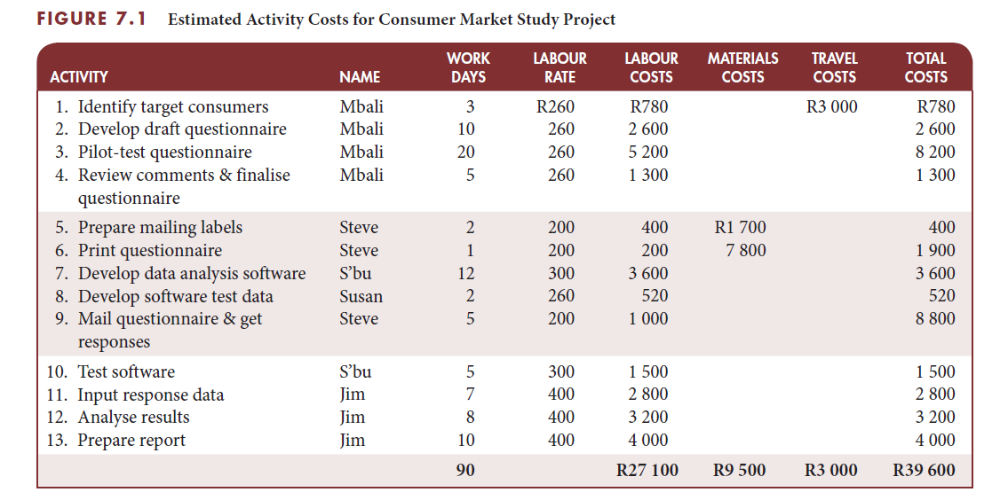 FIGURE 7.1 Estimated Activity Costs for Consumer Market Study Project
ACTIVITY NAME WORK DAYS LABOUR RATE LABOUR COSTS MATERIALS COSTS TRAVEL COSTS TOTAL COSTS
1. Identify target consumers Mbali 3 R260 R780 R3 000 R780
2. Develop draft questionnaire Mbali 10 260 2 600 2 600
3. Pilot-test questionnaire Mbali 20 260 5 200 8 200
4. Review comments & finalise Mbali 5 260 1 300 1 300
questionnaire
5. Prepare mailing labels Steve 2 200 400 R1 700 400
6. Print questionnaire Steve 1 200 200 7 800 1 900
7. Develop data analysis software S’bu 12 300 3 600 3 600
8. Develop software test data Susan 2 260 520 520
9. Mail questionnaire & get Steve 5 200 1 000 8 800
responses
10. Test software S’bu 5 300 1 500 1 500
11. Input response data Jim 7 400 2 800 2 800
12. Analyse results Jim 8 400 3 200 3 200
13. Prepare report Jim 10 400 4 000 4 000
90 R27 100 R9 500 R3 000 R39 600